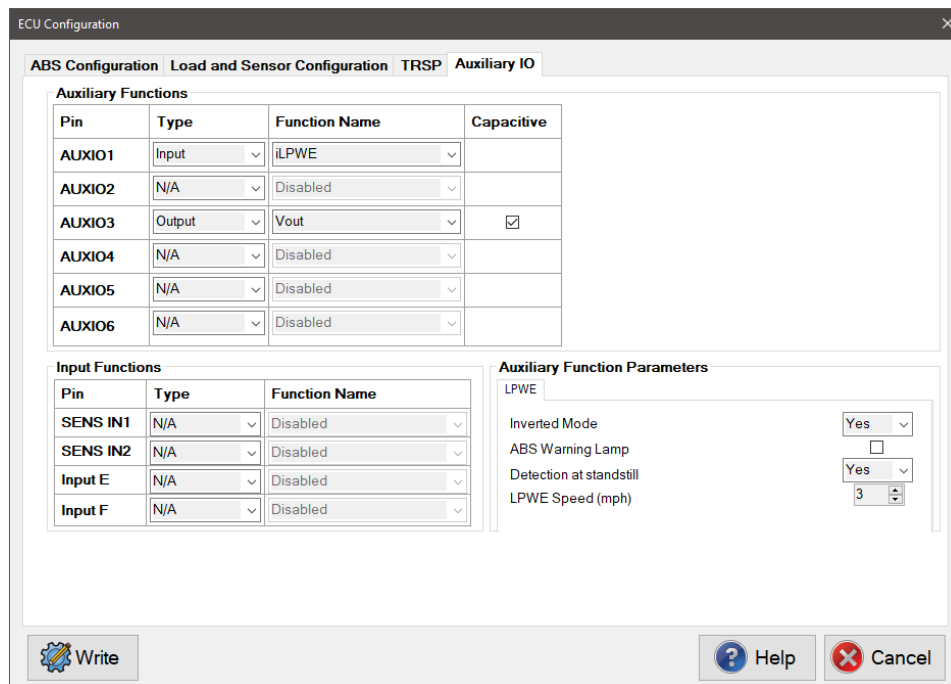 ECU Configuration
ABS Configuration Load and Sensor Configuration TRSP Auxiliary IO
Auxiliary Functions
Pin Type Function Name Capacitive
AUXIO1 Input iLPWE
AUXIO2 N/A Disabled
AUXIO3 Output Vout
AUXIO4 N/A Disabled
AUXIO5 N/A Disabled
AUXIO6 N/A Disabled
Input Functions
Pin Type Function Name
SENS IN1 N/A Disabled
SENS IN2 N/A Disabled
Input E N/A Disabled
Input F N/A Disabled
Auxiliary Function Parameters
LPWE
Inverted Mode Yes
ABS Warning Lamp
Detection at standstill Yes
LPWE Speed (mph) 3
Write Help Cancel